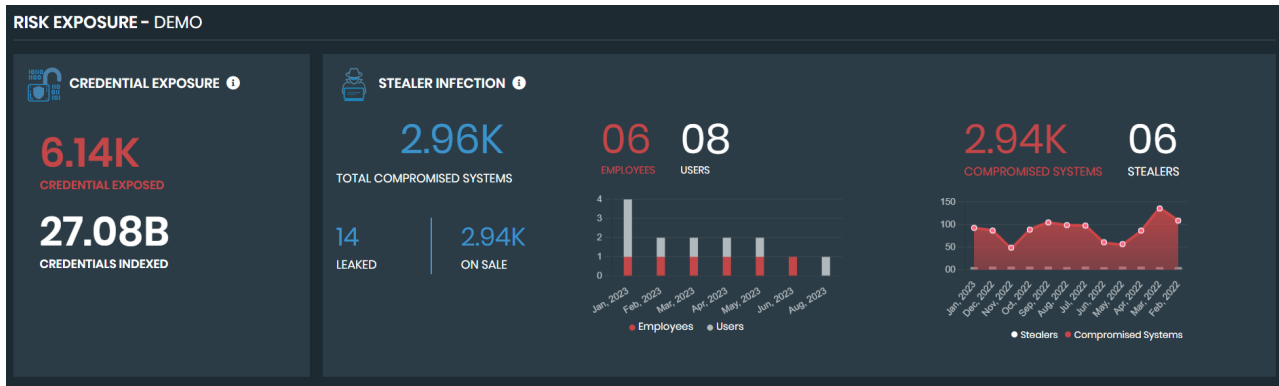 RISK EXPOSURE - DEMO
CREDENTIAL EXPOSURE
6.14K
CREDENTIAL EXPOSED
27.08B
CREDENTIALS INDEXED
STEALER INFECTION
2.96K
TOTAL COMPROMISED SYSTEMS
14
LEAKED
2.94K
ON SALE
06
EMPLOYEES
08
USERS
4
3
2
1
0
Jan, 2023
Feb, 2023
Mar, 2023
Apr, 2023
May, 2023
Jun, 2023
Aug, 2023
Employees
Users
2.94K
COMPROMISED SYSTEMS
06
STEALERS
150
100
50
00
Jan, 2023
Dec, 2022
Nov, 2022
Oct, 2022
Sep, 2022
Aug, 2022
Jul, 2022
Jun, 2022
May, 2022
Apr, 2022
Mar, 2022
Feb, 2022
Stealers
Compromised Systems